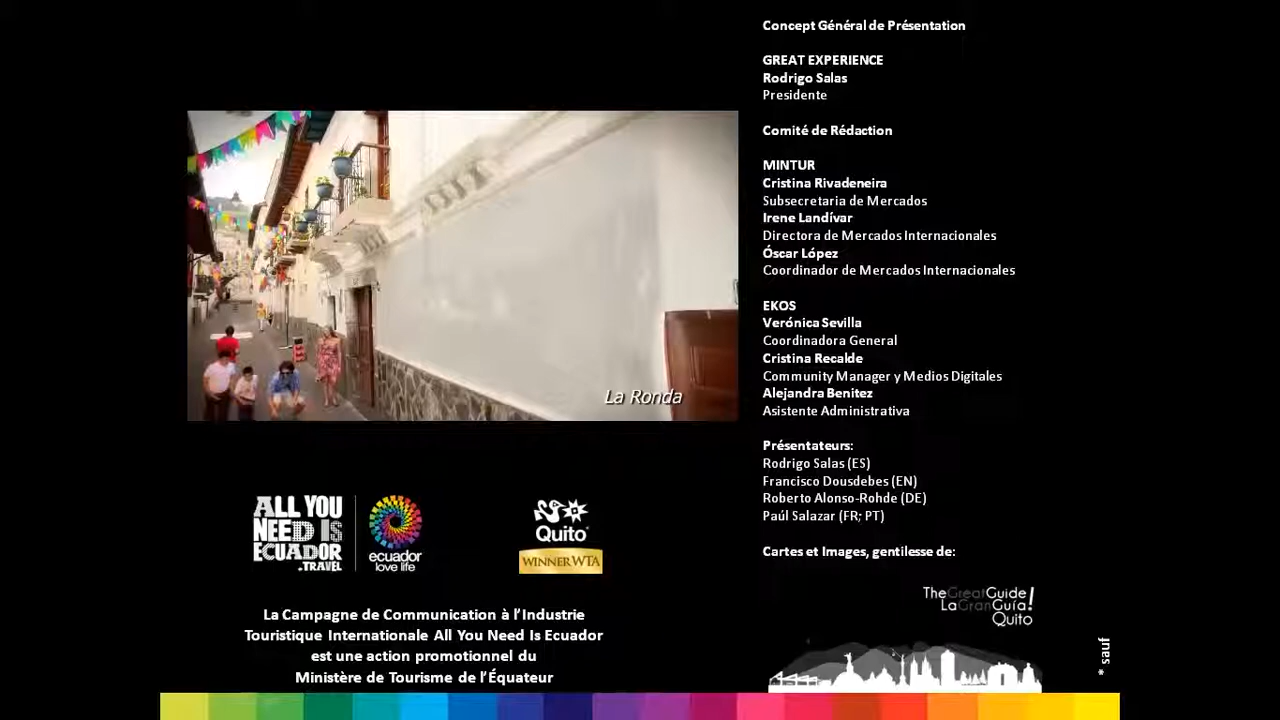 La Ronda
ALL YOU
NEED IS
ECUADOR
.TRAVEL
ecuador
love life
Quito
WINNER WTA
La Campagne de Communication à l'Industrie
Touristique Internationale All You Need Is Ecuador
est une action promotionnel du
Ministère de Tourisme de l'Équateur
Concept Général de Présentation
GREAT EXPERIENCE
Rodrigo Salas
Presidente
Comité de Rédaction
MINTUR
Cristina Rivadeneira
Subsecretaria de Mercados
Irene Landívar
Directora de Mercados Internacionales
Óscar López
Coordinador de Mercados Internacionales
EKOS
Verónica Sevilla
Coordinadora General
Cristina Recalde
Community Manager y Medios Digitales
Alejandra Benitez
Asistente Administrativa
Présentateurs:
Rodrigo Salas (ES)
Francisco Dousdebes (EN)
Roberto Alonso-Rohde (DE)
Paúl Salazar (FR; PT)
Cartes et Images, gentilesse de:
TheGreatGuide
LaGranGuía!
Quito
* sauf